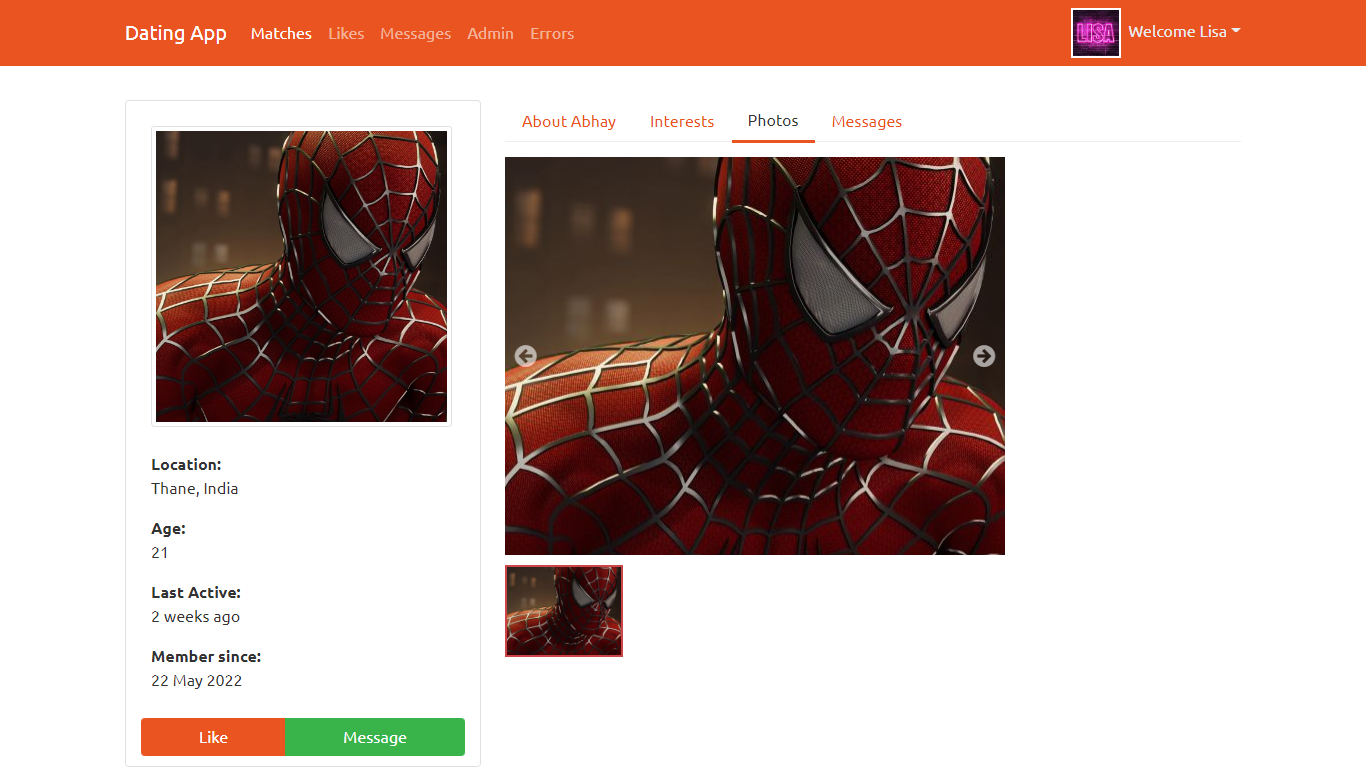 Dating App Matches Likes Messages Admin Errors
LISA Welcome Lisa
About Abhay Interests Photos Messages
Location:
Thane, India
Age:
21
Last Active:
2 weeks ago
Member since:
22 May 2022
Like Message